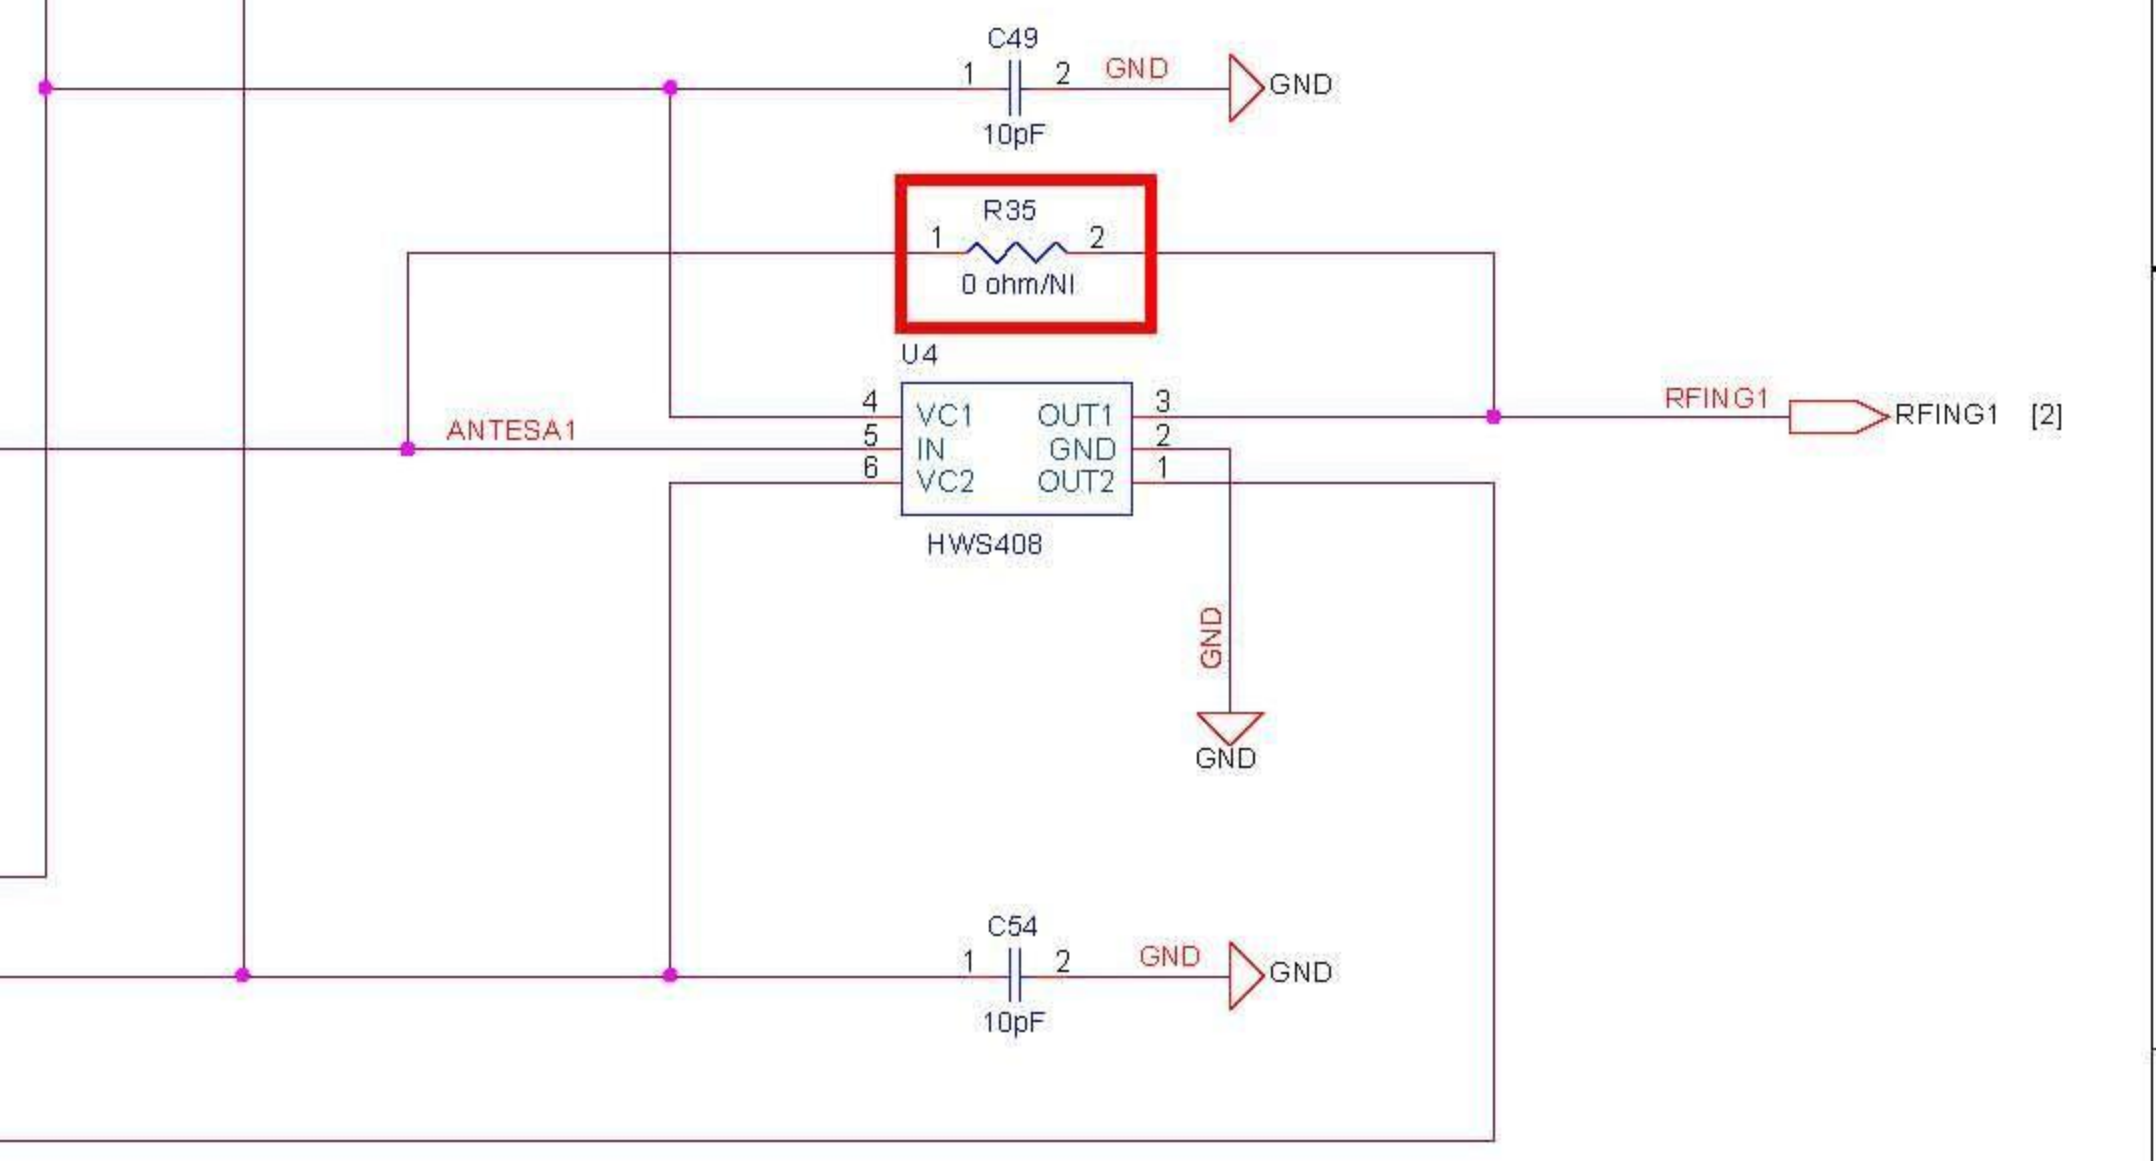 C49
1 2 GND GND
10pF
R35
1 2
0 ohm/NI
U4
4 VC1 OUT1 3 RFING1 RFING1 [2]
ANTESA1 5 IN GND 2
6 VC2 OUT2 1
HWS408
GND
GND
C54
1 2 GND GND
10pF